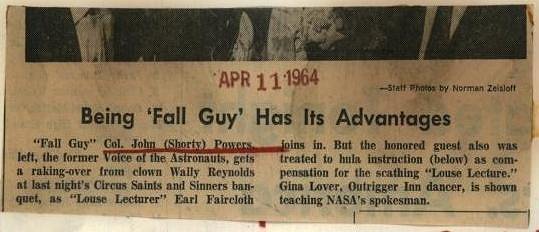 APR 11 1964
—Staff Photos by Norman Zeisloff
Being 'Fall Guy' Has Its Advantages
"Fall Guy" Col. John (Shorty) Powers,
left, the former Voice of the Astronauts, gets
a raking-over from clown Wally Reynolds
at last night's Circus Saints and Sinners ban-
quet, as "Louse Lecturer" Earl Faircloth
joins in. But the honored guest also was
treated to hula instruction (below) as com-
pensation for the scathing "Louse Lecture."
Gina Lover, Outrigger Inn dancer, is shown
teaching NASA's spokesman.